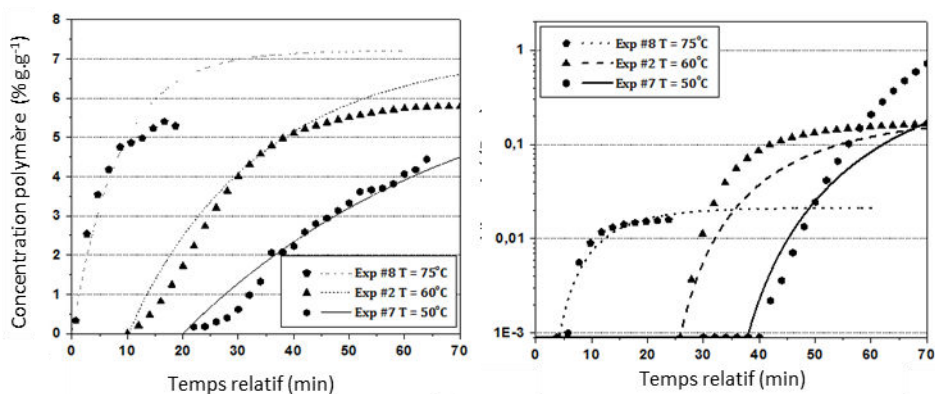 Concentration polymère (% g.g⁻¹)
8
7
6
5
4
3
2
1
0
0 10 20 30 40 50 60 70
Temps relatif (min)
Exp #8 T = 75°C
Exp #2 T = 60°C
Exp #7 T = 50°C
1
0,1
0,01
1E-3
0 10 20 30 40 50 60 70
Temps relatif (min)
Exp #8 T = 75°C
Exp #2 T = 60°C
Exp #7 T = 50°C